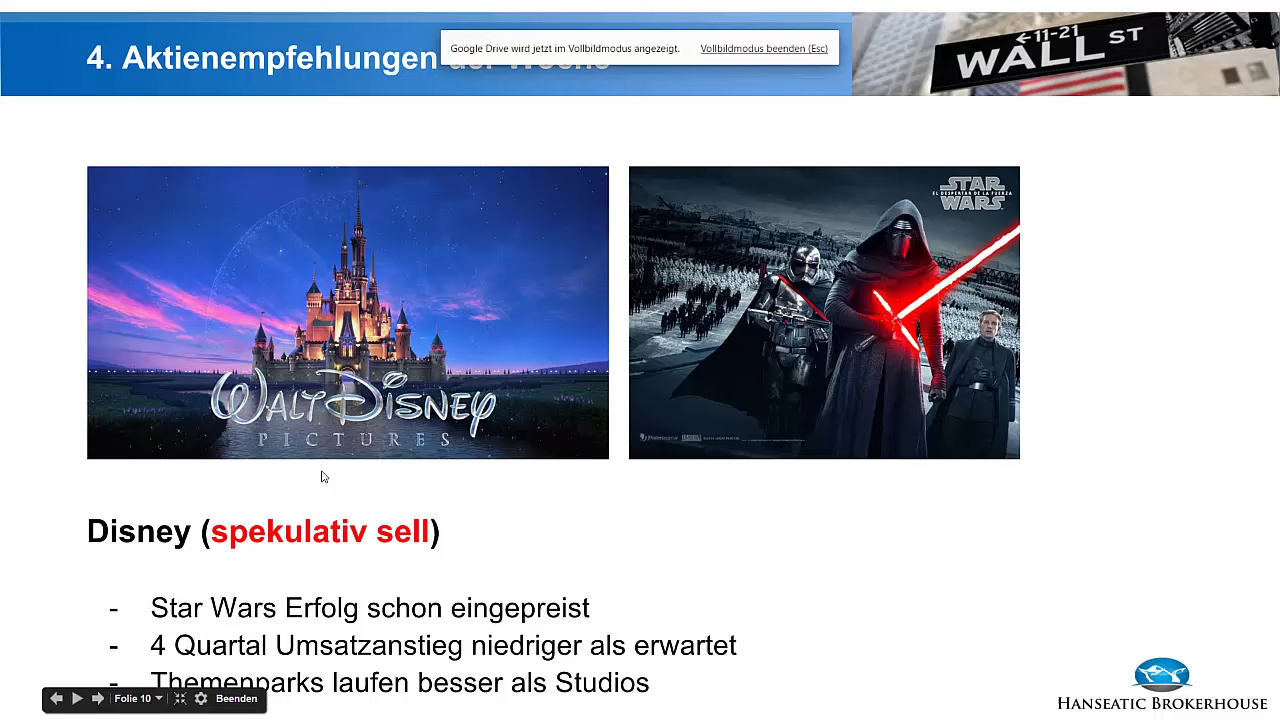 4. Aktienempfehlungen der Woche
Google Drive wird jetzt im Vollbildmodus angezeigt. Vollbildmodus beenden (Esc)
←11-21
WALL ST
WALT DISNEY
PICTURES
STAR
EL DESPERTAR DE LA FUERZA
WARS
Disney (spekulativ sell)
- Star Wars Erfolg schon eingepreist
- 4 Quartal Umsatzanstieg niedriger als erwartet
- Themenparks laufen besser als Studios
Folie 10
Beenden
HANSEATIC BROKERHOUSE